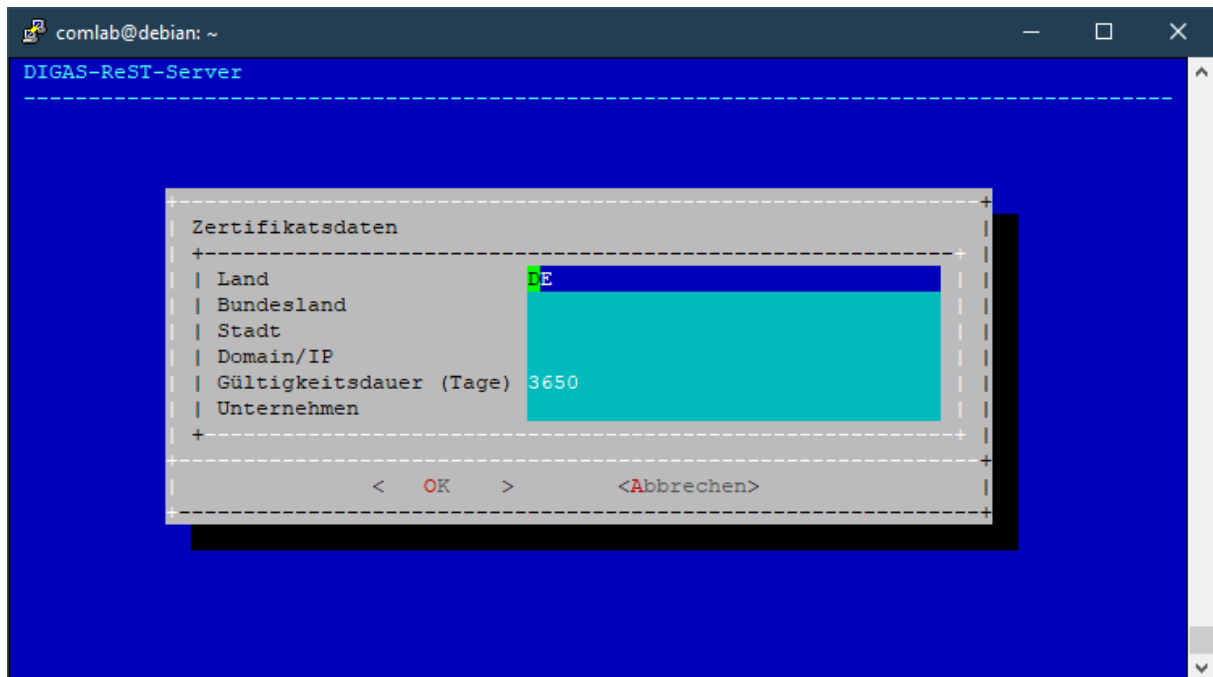 comlab@debian: ~
DIGAS-ReST-Server
Zertifikatsdaten
Land DE
Bundesland
Stadt
Domain/IP
Gültigkeitsdauer (Tage) 3650
Unternehmen
< OK > <Abbrechen>